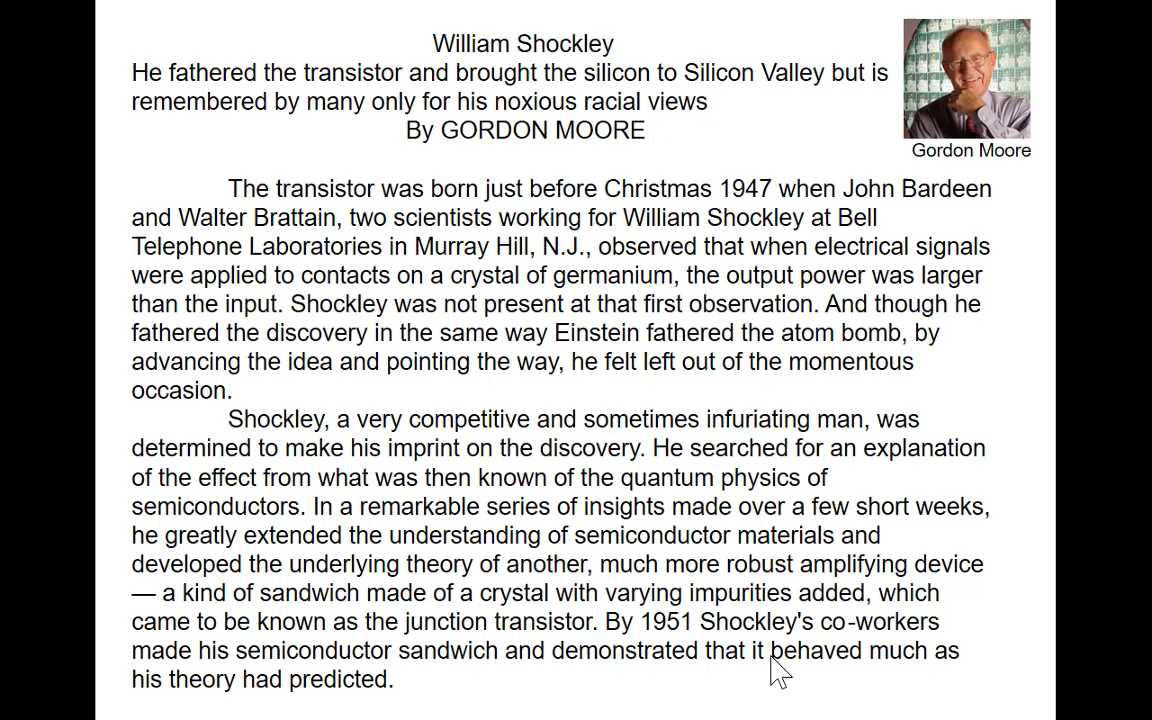 William Shockley
He fathered the transistor and brought the silicon to Silicon Valley but is
remembered by many only for his noxious racial views
By GORDON MOORE
Gordon Moore
The transistor was born just before Christmas 1947 when John Bardeen
and Walter Brattain, two scientists working for William Shockley at Bell
Telephone Laboratories in Murray Hill, N.J., observed that when electrical signals
were applied to contacts on a crystal of germanium, the output power was larger
than the input. Shockley was not present at that first observation. And though he
fathered the discovery in the same way Einstein fathered the atom bomb, by
advancing the idea and pointing the way, he felt left out of the momentous
occasion.
Shockley, a very competitive and sometimes infuriating man, was
determined to make his imprint on the discovery. He searched for an explanation
of the effect from what was then known of the quantum physics of
semiconductors. In a remarkable series of insights made over a few short weeks,
he greatly extended the understanding of semiconductor materials and
developed the underlying theory of another, much more robust amplifying device
— a kind of sandwich made of a crystal with varying impurities added, which
came to be known as the junction transistor. By 1951 Shockley's co-workers
made his semiconductor sandwich and demonstrated that it behaved much as
his theory had predicted.